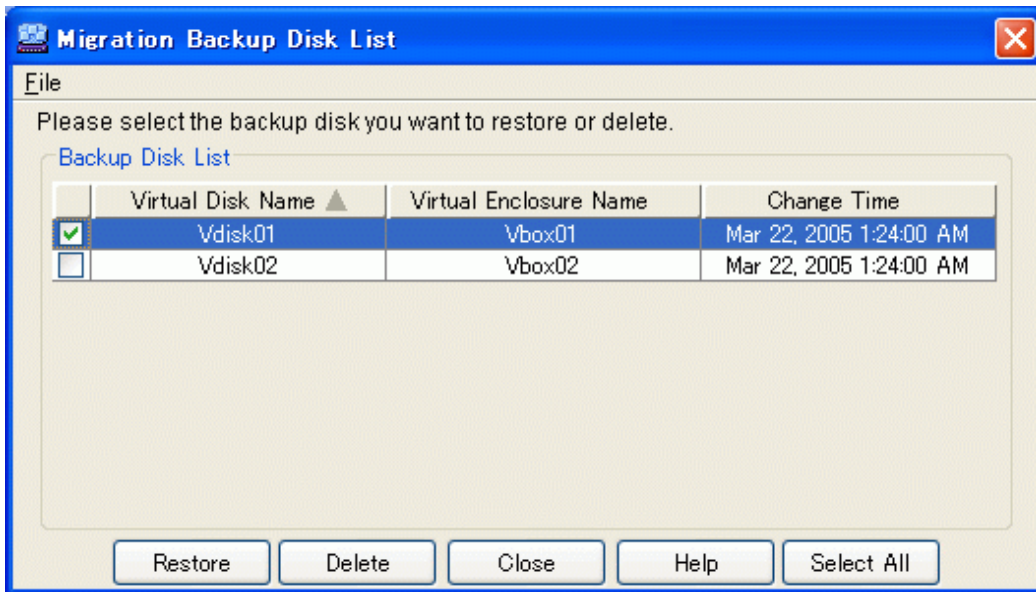 Migration Backup Disk List
File
Please select the backup disk you want to restore or delete.
Backup Disk List
Virtual Disk Name Virtual Enclosure Name Change Time
Vdisk01 Vbox01 Mar 22, 2005 1:24:00 AM
Vdisk02 Vbox02 Mar 22, 2005 1:24:00 AM
Restore Delete Close Help Select All